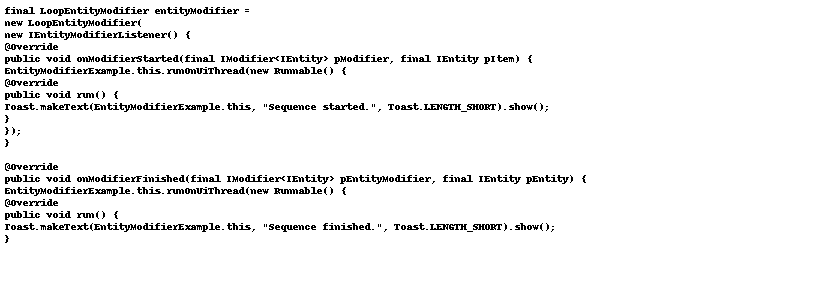 final LoopEntityModifier entityModifier =
new LoopEntityModifier(
new IEntityModifierListener() {
@Override
public void onModifierStarted(final IModifier<IEntity> pModifier, final IEntity pItem) {
EntityModifierExample.this.runOnUiThread(new Runnable() {
@Override
public void run() {
Toast.makeText(EntityModifierExample.this, "Sequence started.", Toast.LENGTH_SHORT).show();
}
});
}
@Override
public void onModifierFinished(final IModifier<IEntity> pEntityModifier, final IEntity pEntity) {
EntityModifierExample.this.runOnUiThread(new Runnable() {
@Override
public void run() {
Toast.makeText(EntityModifierExample.this, "Sequence finished.", Toast.LENGTH_SHORT).show();
}